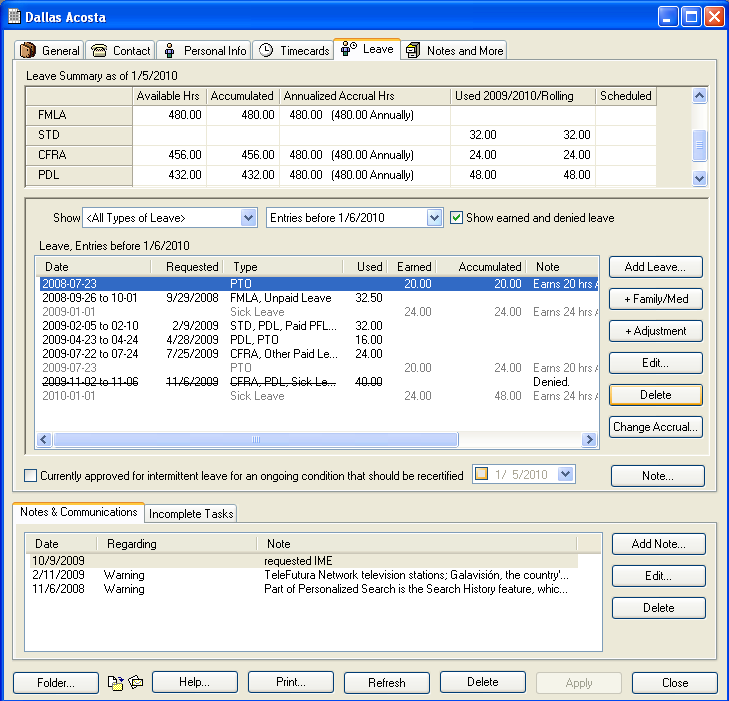 Dallas Acosta
General Contact Personal Info Timecards Leave Notes and More
Leave Summary as of 1/5/2010
Available Hrs Accumulated Annualized Accrual Hrs Used 2009/2010/Rolling Scheduled
FMLA 480.00 480.00 480.00 (480.00 Annually)
STD 32.00 32.00
CFRA 456.00 456.00 480.00 (480.00 Annually) 24.00 24.00
PDL 432.00 432.00 480.00 (480.00 Annually) 48.00 48.00
Show <All Types of Leave> Entries before 1/6/2010 Show earned and denied leave
Leave, Entries before 1/6/2010
Date Requested Type Used Earned Accumulated Note
2008-07-23 PTO 20.00 20.00 Earns 20 hrs A
2008-09-26 to 10-01 9/29/2008 FMLA, Unpaid Leave 32.50
2009-01-01 Sick Leave 24.00 24.00 Earns 24 hrs A
2009-02-05 to 02-10 2/9/2009 STD, PDL, Paid PFL... 32.00
2009-04-23 to 04-24 4/28/2009 PDL, PTO 16.00
2009-07-22 to 07-24 7/25/2009 CFRA, Other Paid Le... 24.00
2009-07-23 PTO 20.00 24.00 Earns 20 hrs A
2009-11-02 to 11-06 11/6/2009 CFRA, PDL, Sick Le... 40.00 Denied.
2010-01-01 Sick Leave 24.00 48.00 Earns 24 hrs A
Add Leave...
+ Family/Med
+ Adjustment
Edit...
Delete
Change Accrual...
Currently approved for intermittent leave for an ongoing condition that should be recertified 1/ 5/2010 Note...
Notes & Communications Incomplete Tasks
Date Regarding Note
10/9/2009 requested IME
2/11/2009 Warning TeleFutura Network television stations; Galavisión, the country'...
11/6/2008 Warning Part of Personalized Search is the Search History feature, whic...
Add Note...
Edit...
Delete
Folder... Help... Print... Refresh Delete Apply Close